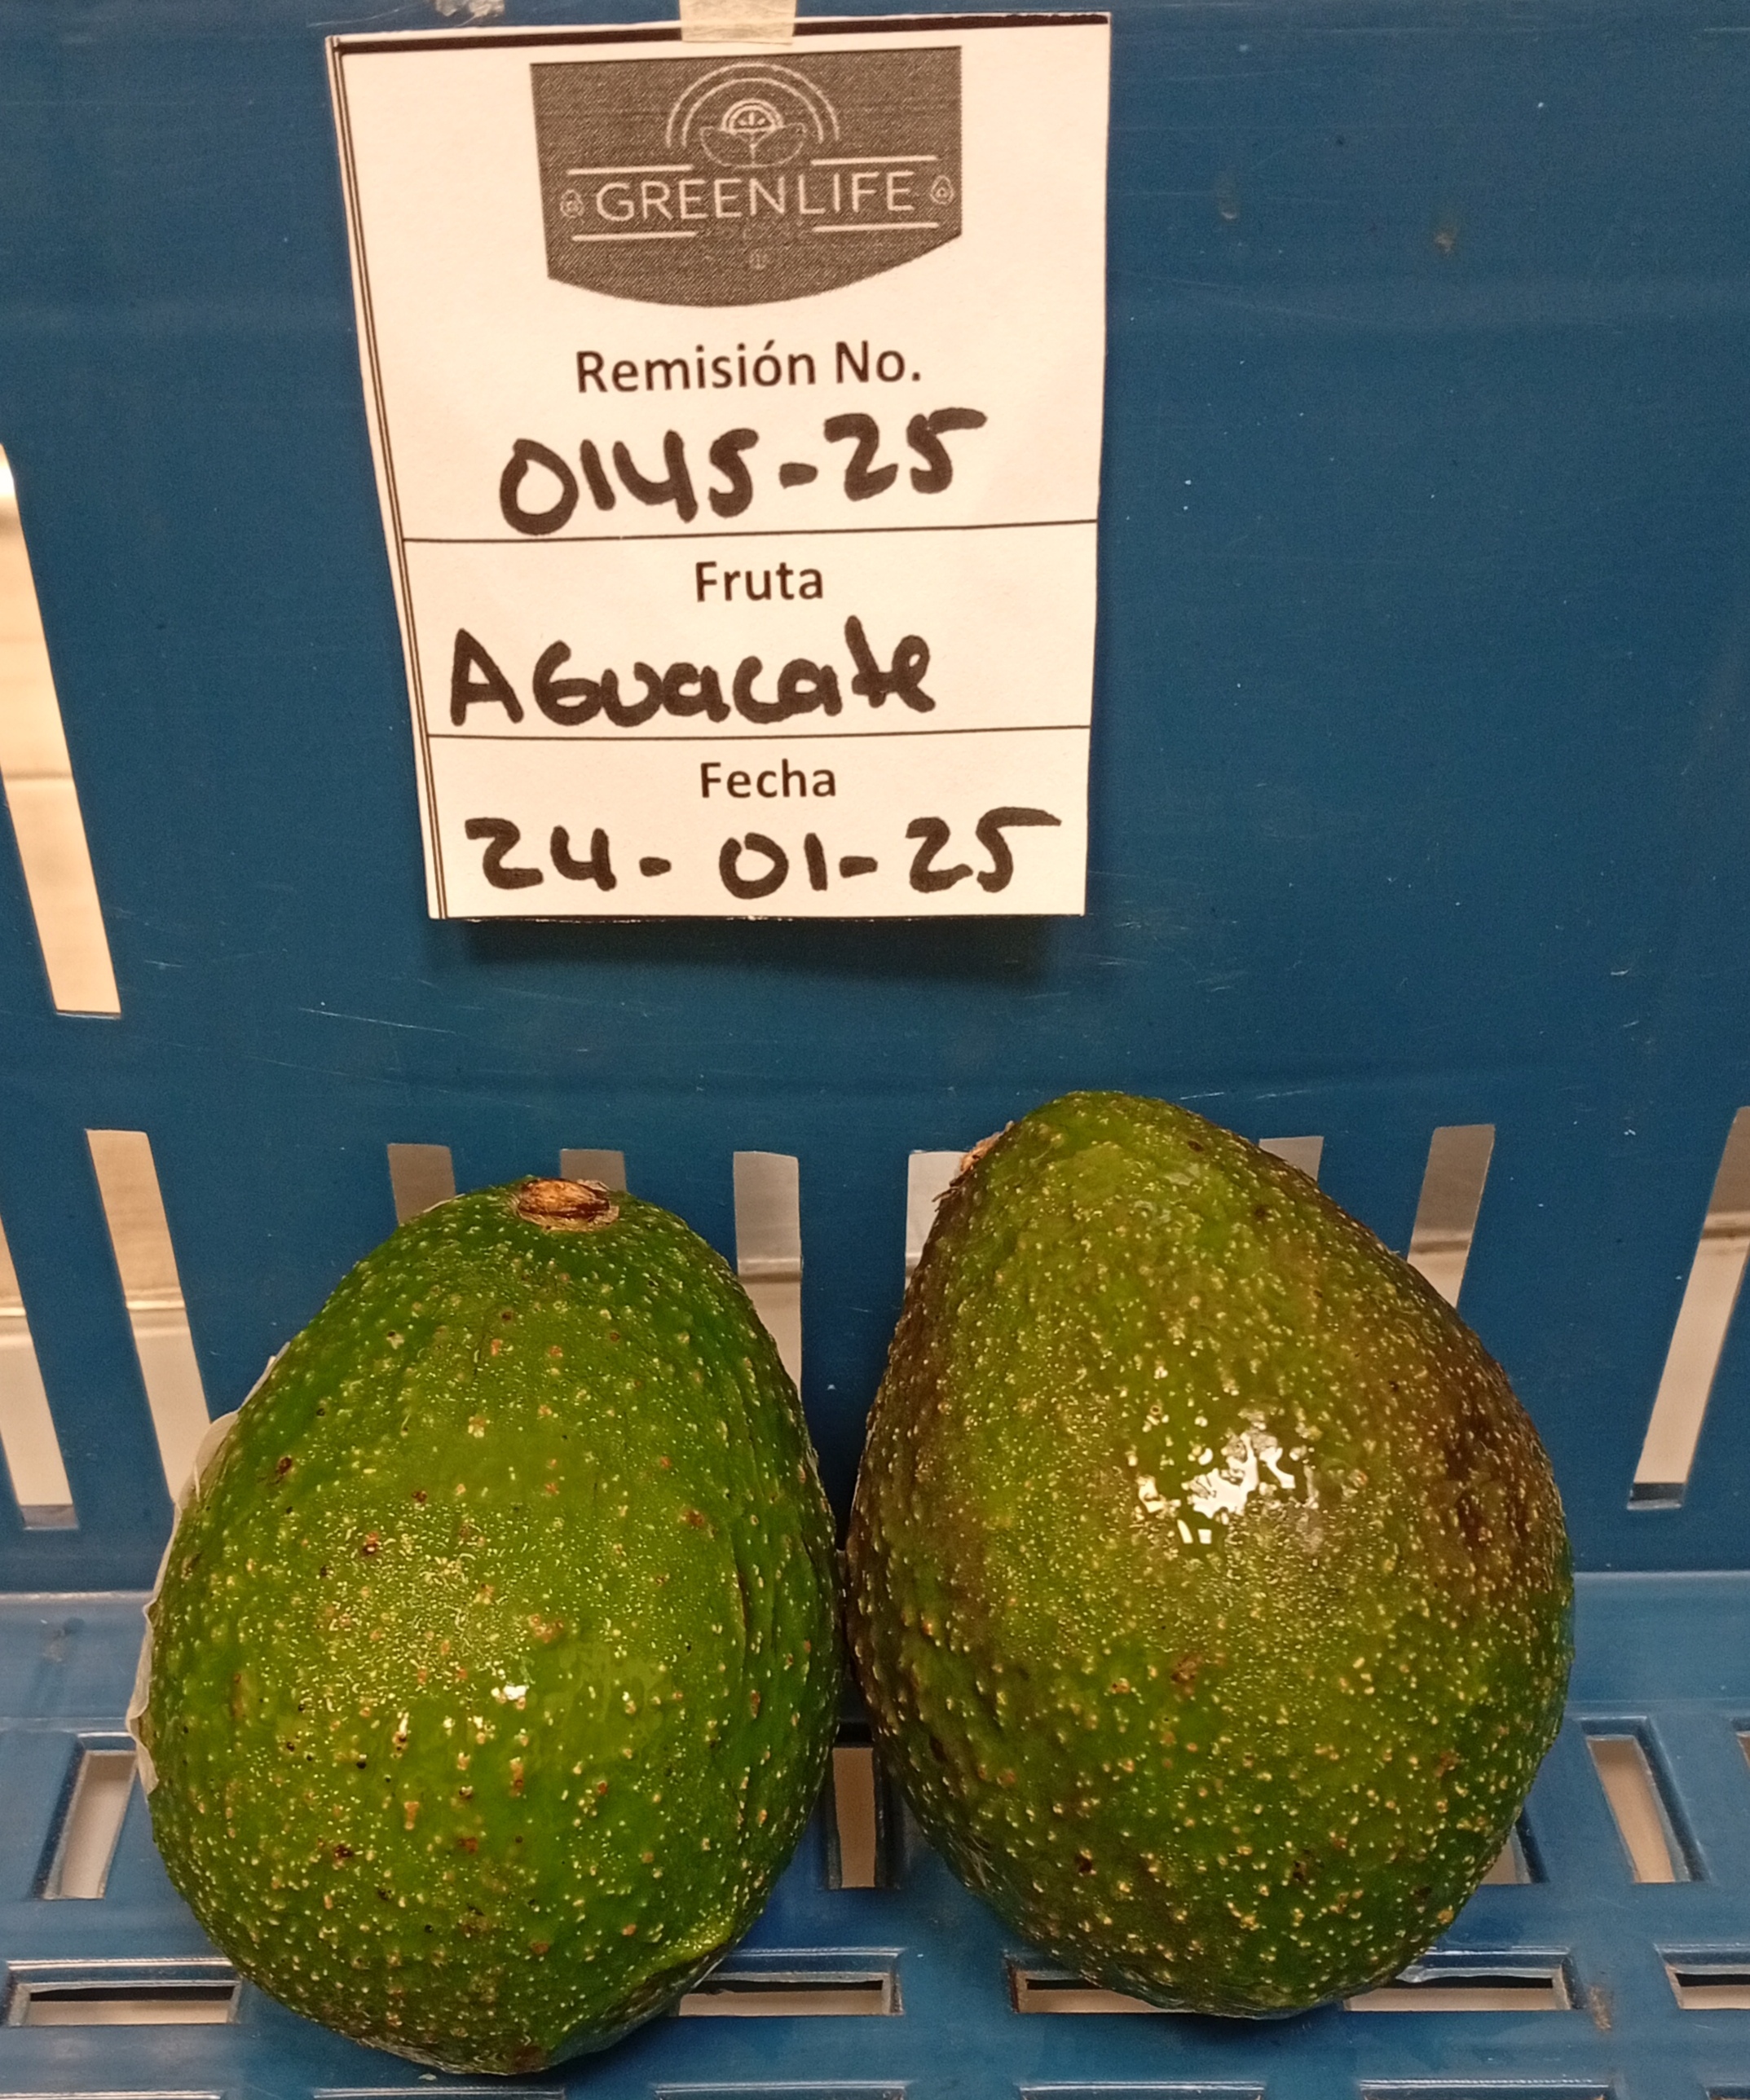 GREENLIFE
Remisión No.
0145-25
Fruta
AGuacate
Fecha
24-01-25